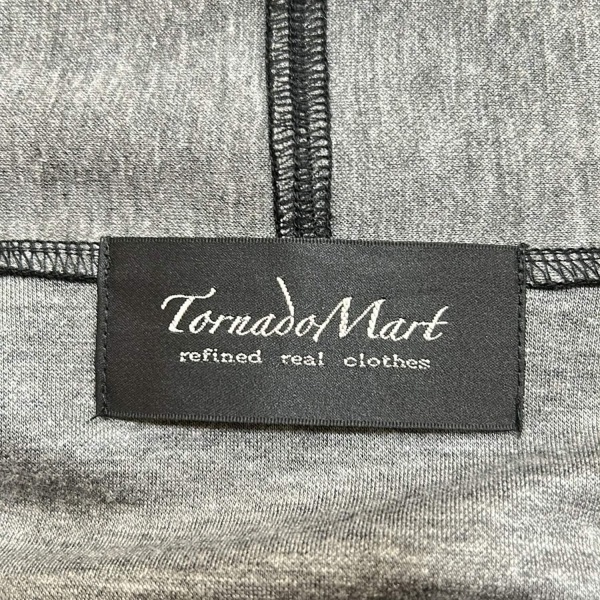 TornadoMart
refined real clothes